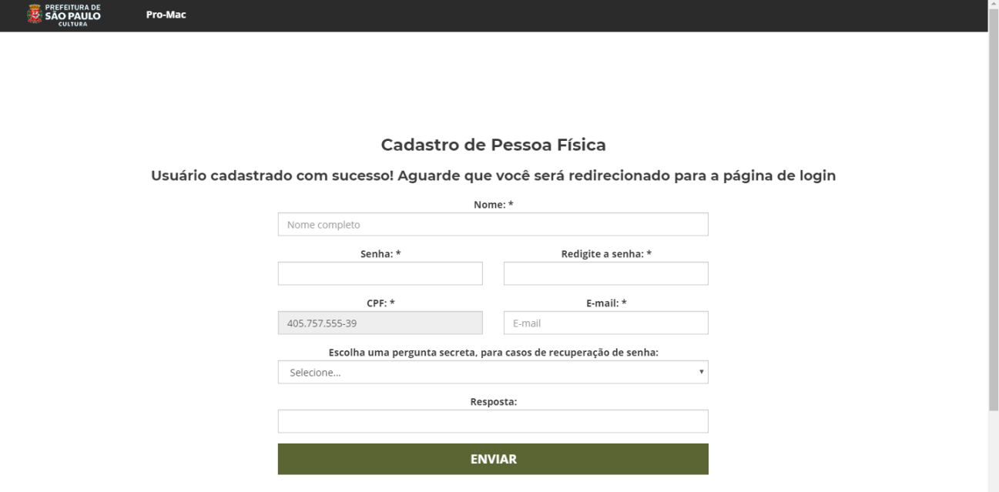 PREFEITURA DE
SÃO PAULO
CULTURA
Pro-Mac
Cadastro de Pessoa Física
Usuário cadastrado com sucesso! Aguarde que você será redirecionado para a página de login
Nome: *
Nome completo
Senha: * Redigite a senha: *
CPF: * E-mail: *
405.757.555-39 E-mail
Escolha uma pergunta secreta, para casos de recuperação de senha:
Selecione...
Resposta:
ENVIAR